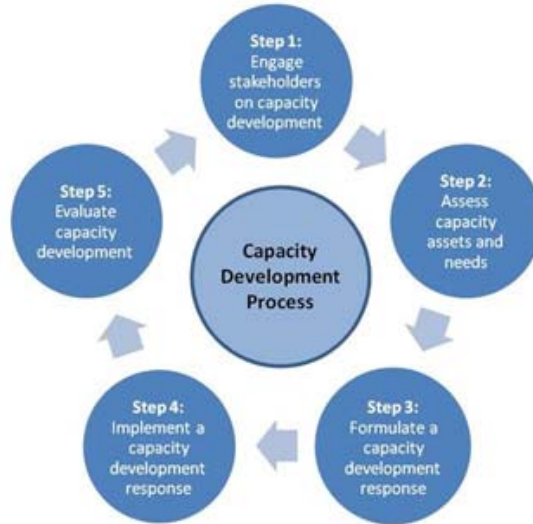 Step 1:
Engage
stakeholders
on capacity
development
Step 2:
Assess
capacity
assets and
needs
Step 3:
Formulate a
capacity
development
response
Step 4:
Implement a
capacity
development
response
Step 5:
Evaluate
capacity
development
Capacity
Development
Process